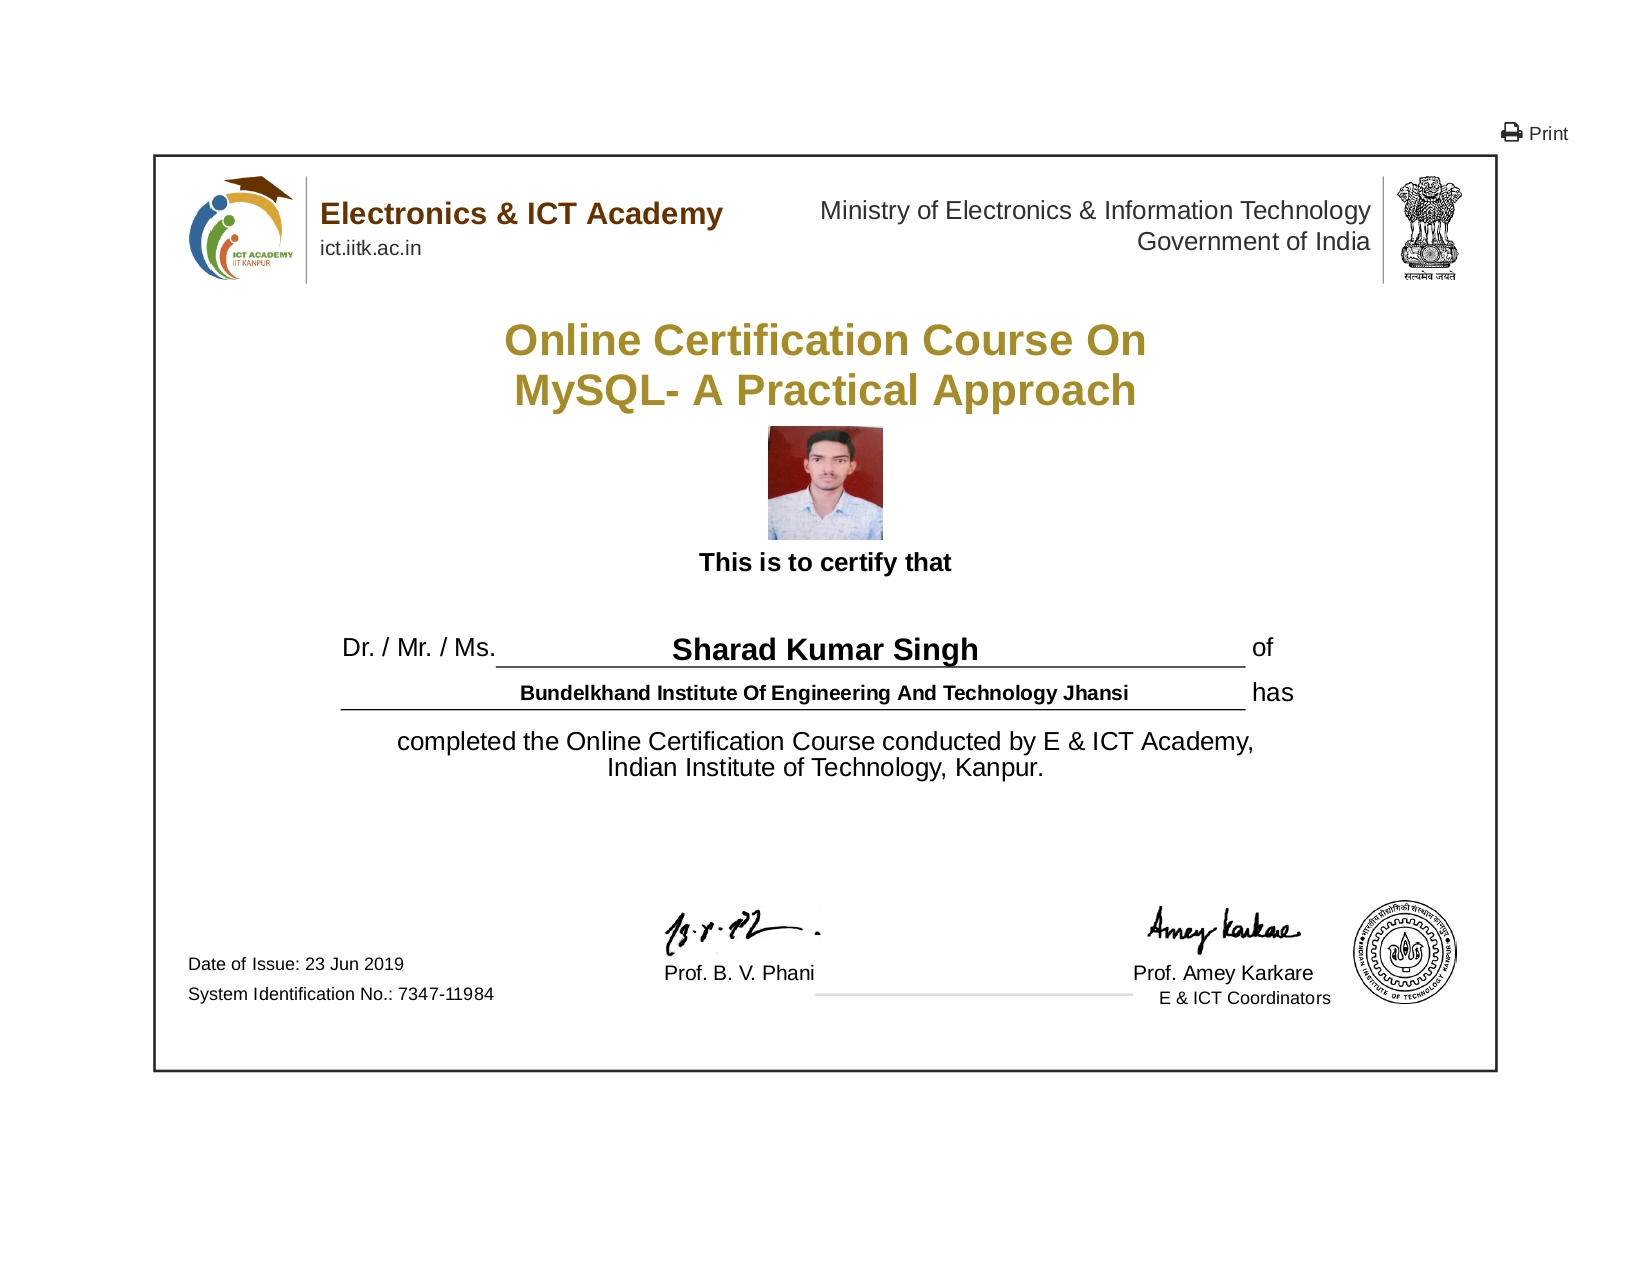 Print
ICT ACADEMY
IIT KANPUR
Electronics & ICT Academy
ict.iitk.ac.in
Ministry of Electronics & Information Technology
Government of India
सत्यमेव जयते
Online Certification Course On
MySQL- A Practical Approach
This is to certify that
Dr. / Mr. / Ms. Sharad Kumar Singh of
Bundelkhand Institute Of Engineering And Technology Jhansi has
completed the Online Certification Course conducted by E & ICT Academy,
Indian Institute of Technology, Kanpur.
Amey Karkare
भारतीय प्रौद्योगिकी संस्थान कानपुर
INDIAN INSTITUTE OF TECHNOLOGY KANPUR
Date of Issue: 23 Jun 2019
System Identification No.: 7347-11984
Prof. B. V. Phani
Prof. Amey Karkare
E & ICT Coordinators